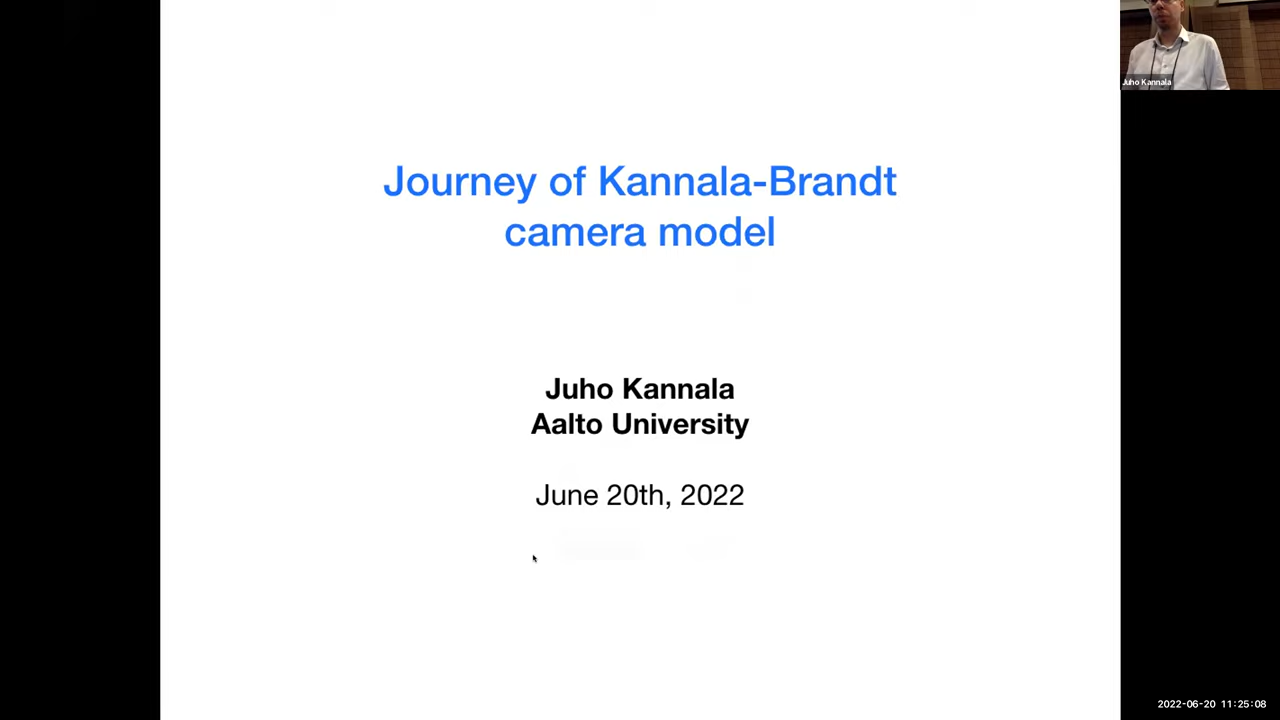 Journey of Kannala-Brandt
camera model
Juho Kannala
Aalto University
June 20th, 2022
Juho Kannala
2022-06-20 11:25:08